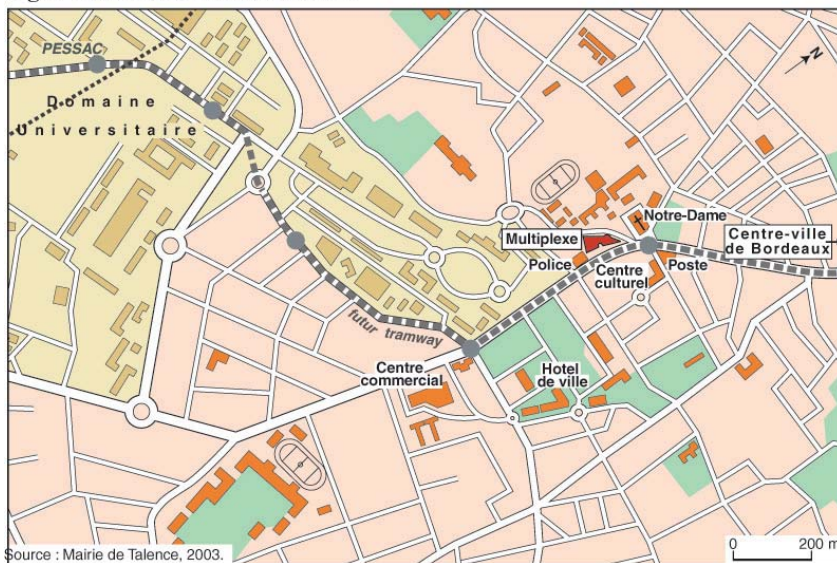 PESSAC
Domaine
Universitaire
N
Notre-Dame
Multiplexe
Centre-ville
de Bordeaux
Police
Centre
culturel
Poste
futur tramway
Centre
commercial
Hotel
de ville
Source : Mairie de Talence, 2003.
0 200 m